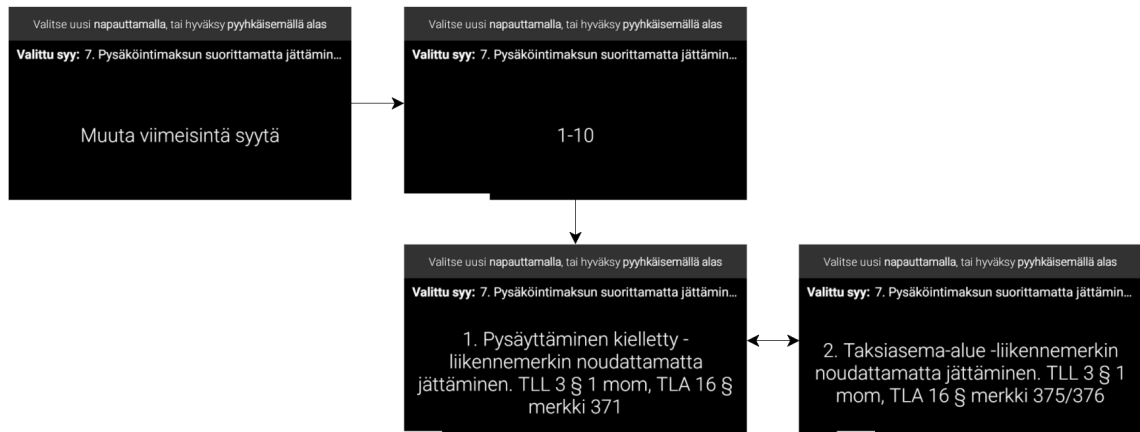 Valitse uusi napauttamalla, tai hyväksy pyyhkäisemällä alas
Valittu syy: 7. Pysäköintimaksun suorittamatta jättämin...
Muuta viimeisintä syytä
Valitse uusi napauttamalla, tai hyväksy pyyhkäisemällä alas
Valittu syy: 7. Pysäköintimaksun suorittamatta jättämin...
1-10
Valitse uusi napauttamalla, tai hyväksy pyyhkäisemällä alas
Valittu syy: 7. Pysäköintimaksun suorittamatta jättämin...
1. Pysäyttäminen kielletty -
liikennemerkin noudattamatta
jättäminen. TLL 3 § 1 mom, TLA 16 §
merkki 371
Valitse uusi napauttamalla, tai hyväksy pyyhkäisemällä alas
Valittu syy: 7. Pysäköintimaksun suorittamatta jättämin...
2. Taksiasema-alue -liikennemerkin
noudattamatta jättäminen. TLL 3 § 1
mom, TLA 16 § merkki 375/376